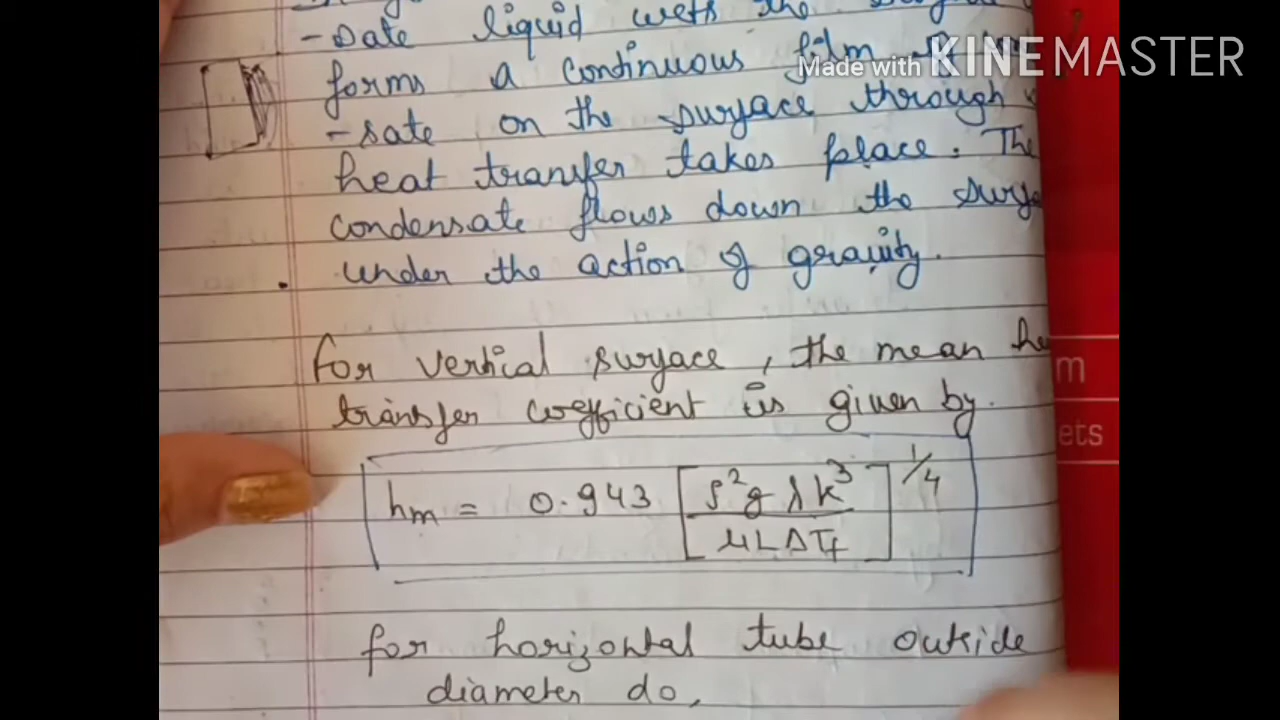 -sate liquid wets the
forms a continuous film of
-sate on the surface through
heat transfer takes place. The
condensate flows down the
under the action of gravity.
For vertical surface, the mean
transfer coefficient is given by.
hm = 0.943 [ρ²gλk³ / μLΔTf]^1/4
for horizontal tube outside
diameter do,
Made with KINEMASTER
m
ets